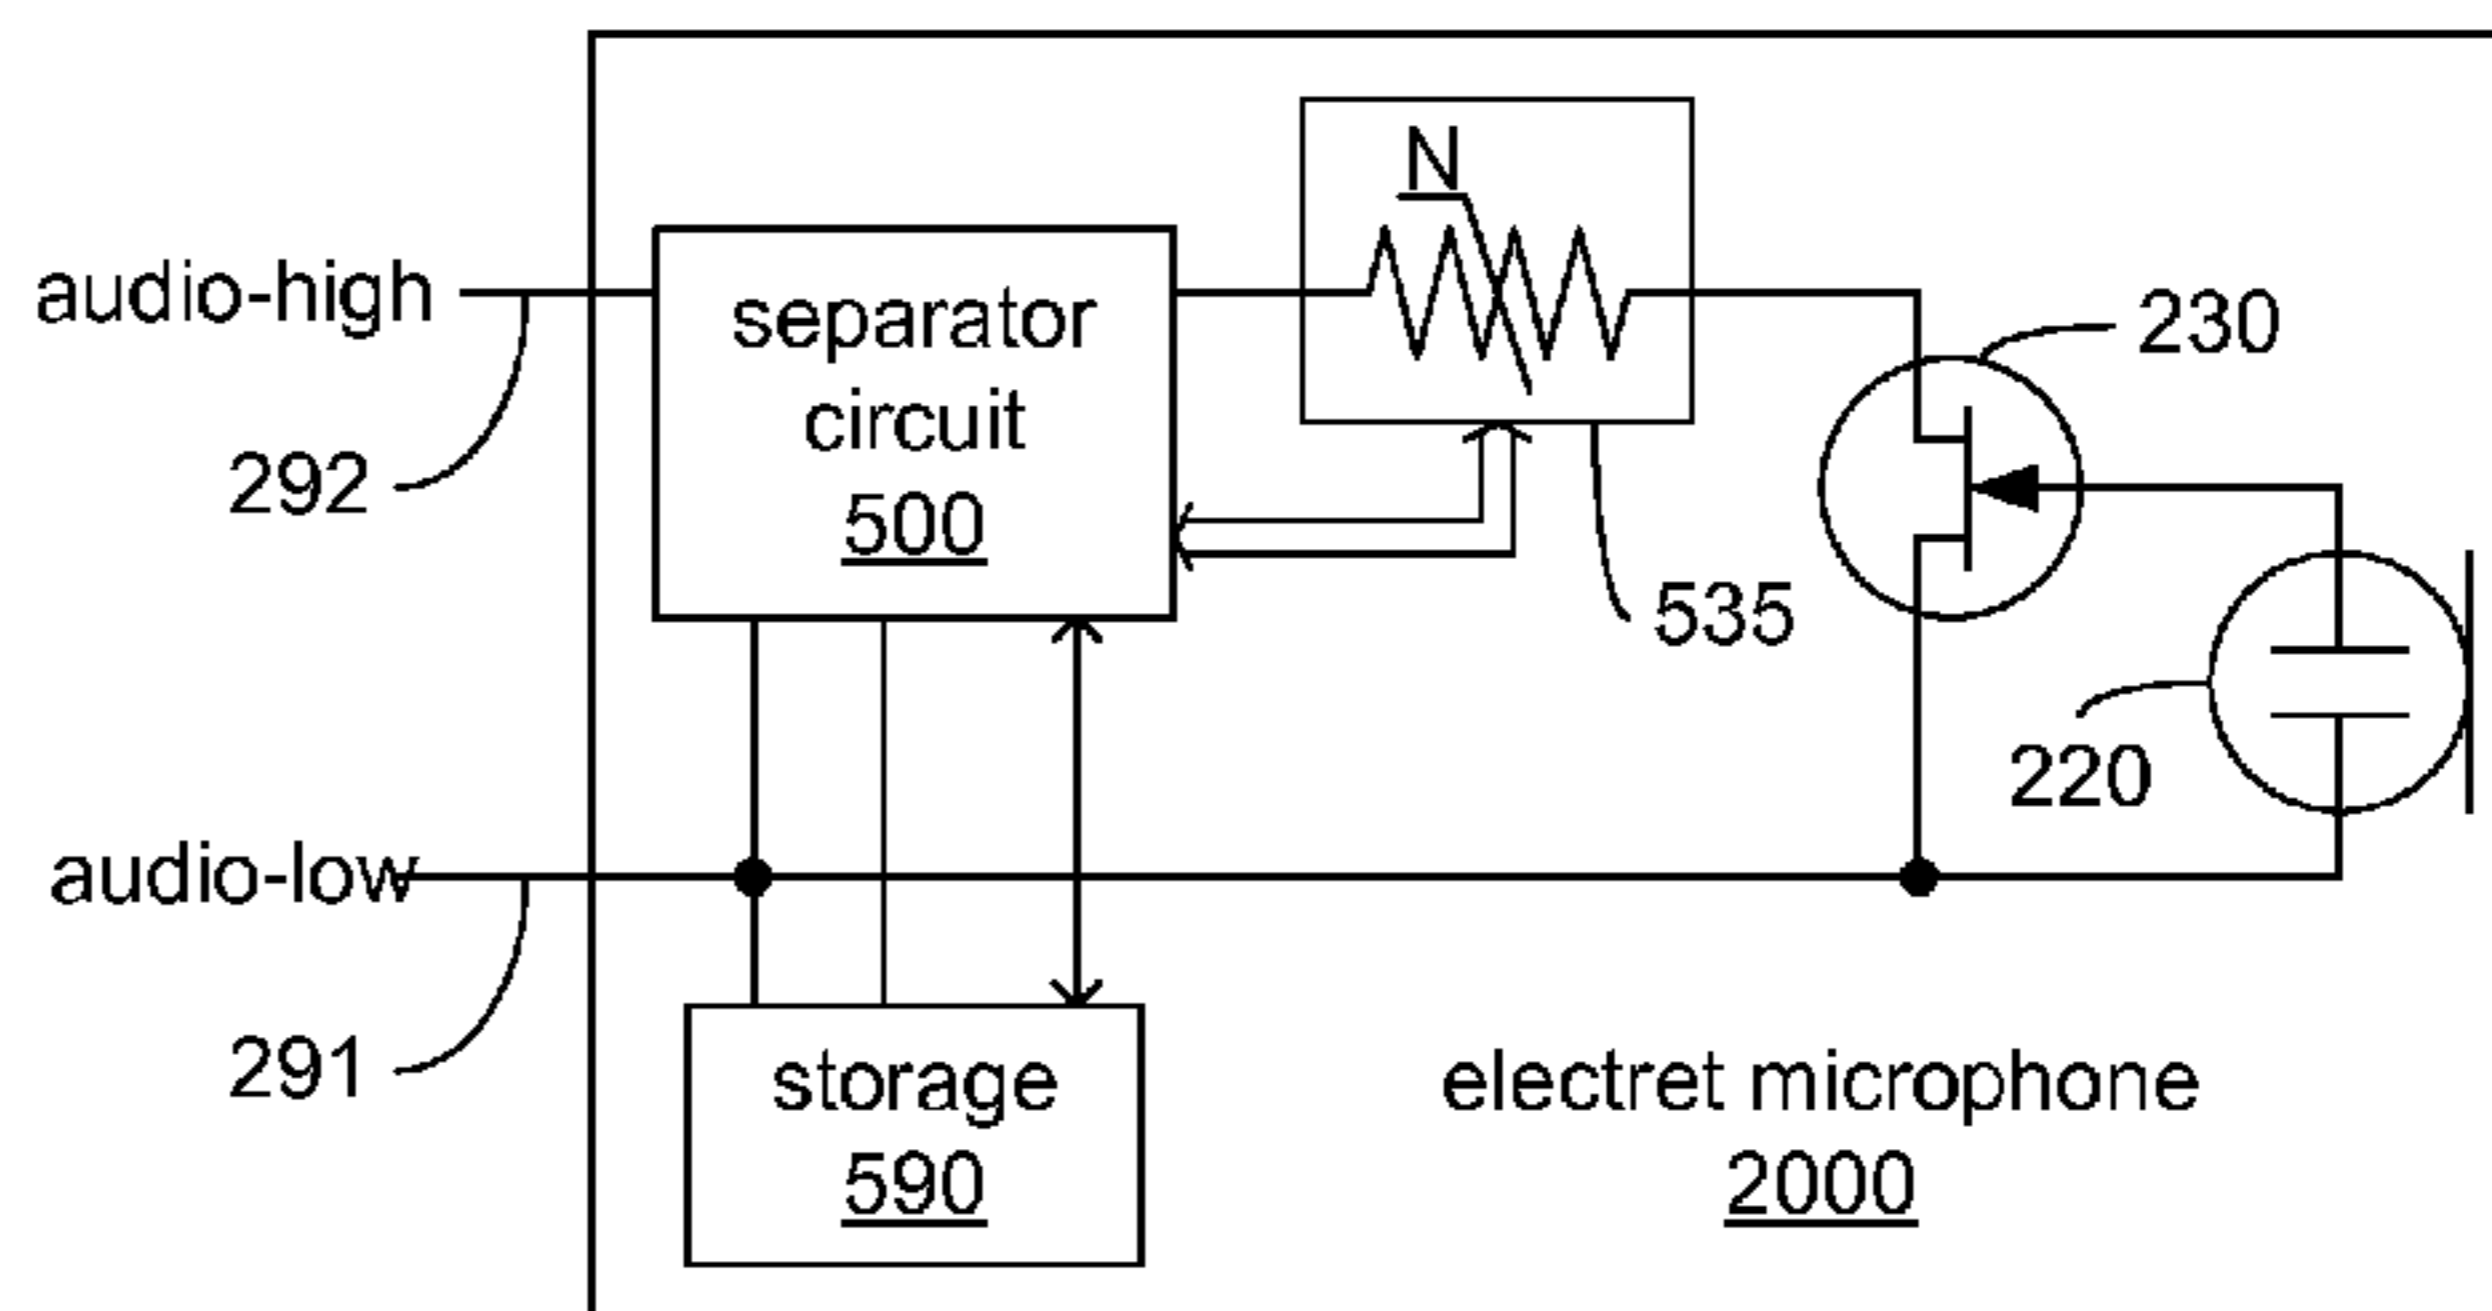 N
audio-high
separator
circuit
500
230
292
535
220
audio-low
291
storage
590
electret microphone
2000